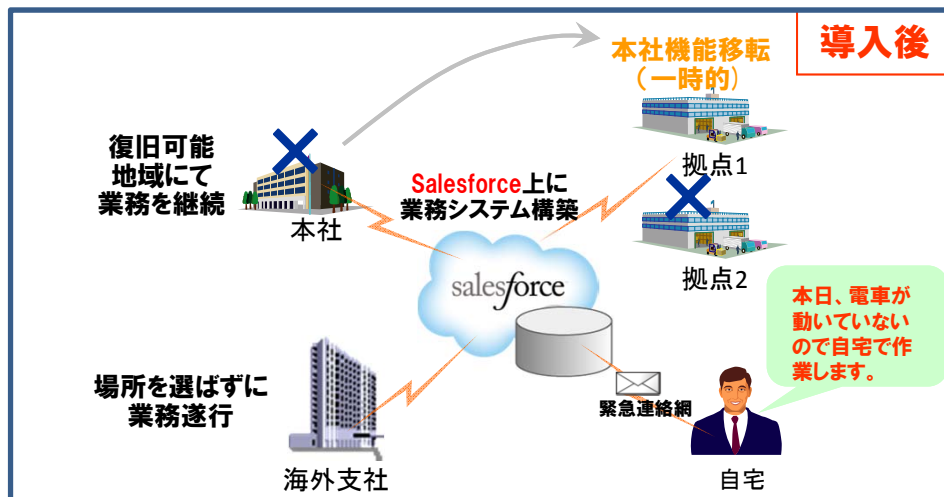 導入後
本社機能移転
(一時的)
復旧可能
地域にて
業務を継続
本社
Salesforce上に
業務システム構築
拠点1
拠点2
salesforce
本日、電車が
動いていない
ので自宅で作
業します。
場所を選ばずに
業務遂行
海外支社
緊急連絡網
自宅